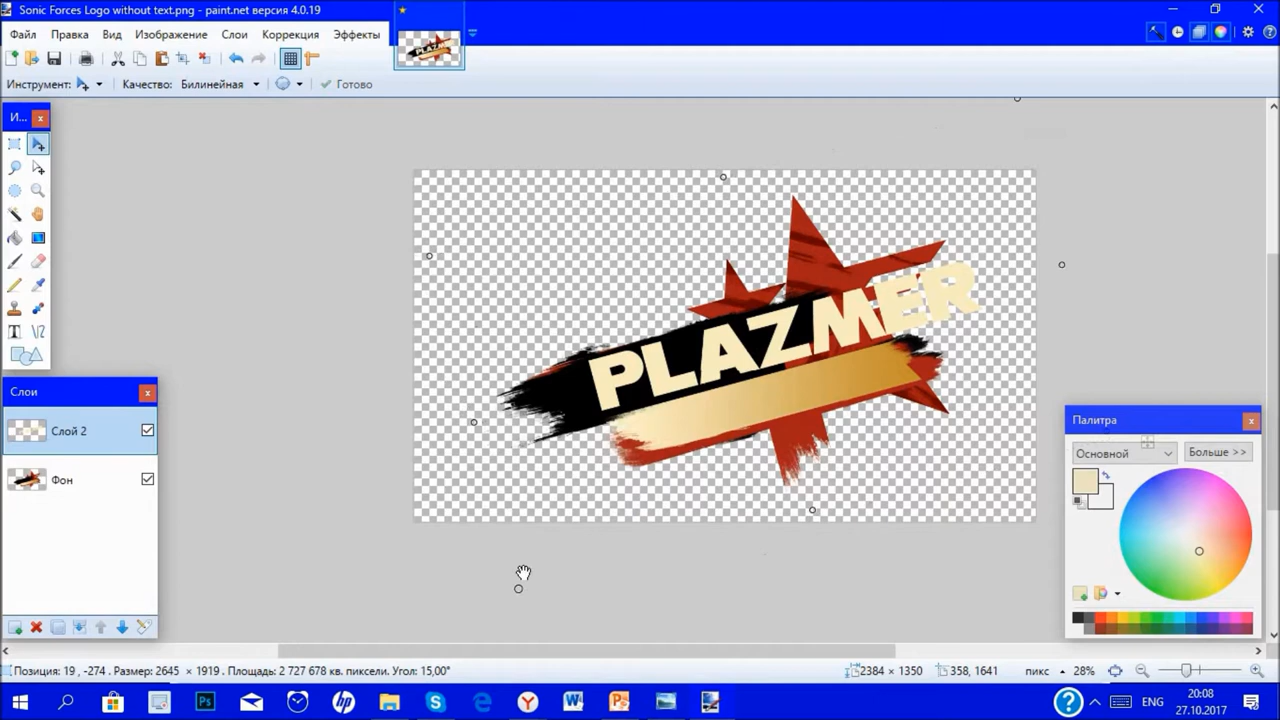 Sonic Forces Logo without text.png - paint.net версия 4.0.19
Файл Правка Вид Изображение Слои Коррекция Эффекты
Инструмент: Качество: Билинейная Готово
И...
PLAZMER
Слои
Слой 2
Фон
Палитра
Основной Больше >>
Позиция: 19 , -274. Размер: 2645 × 1919. Площадь: 2 727 678 кв. пиксели. Угол: 15,00° 2384 × 1350 358, 1641 пикс 28%
ENG
20:08
27.10.2017